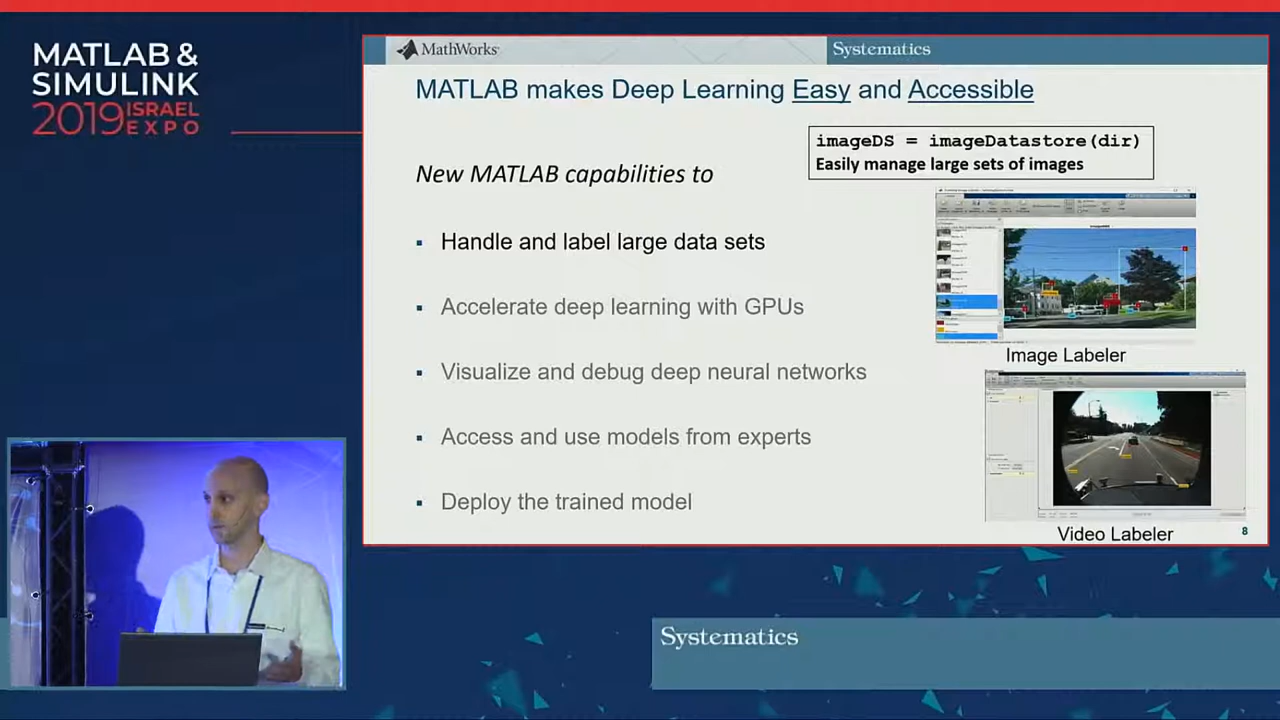 MATLAB &
SIMULINK
2019 ISRAEL
EXPO
MathWorks
Systematics
MATLAB makes Deep Learning Easy and Accessible
imageDS = imageDatastore(dir)
Easily manage large sets of images
New MATLAB capabilities to
▪ Handle and label large data sets
▪ Accelerate deep learning with GPUs
▪ Visualize and debug deep neural networks
▪ Access and use models from experts
▪ Deploy the trained model
Image Labeler
Video Labeler
8
Systematics